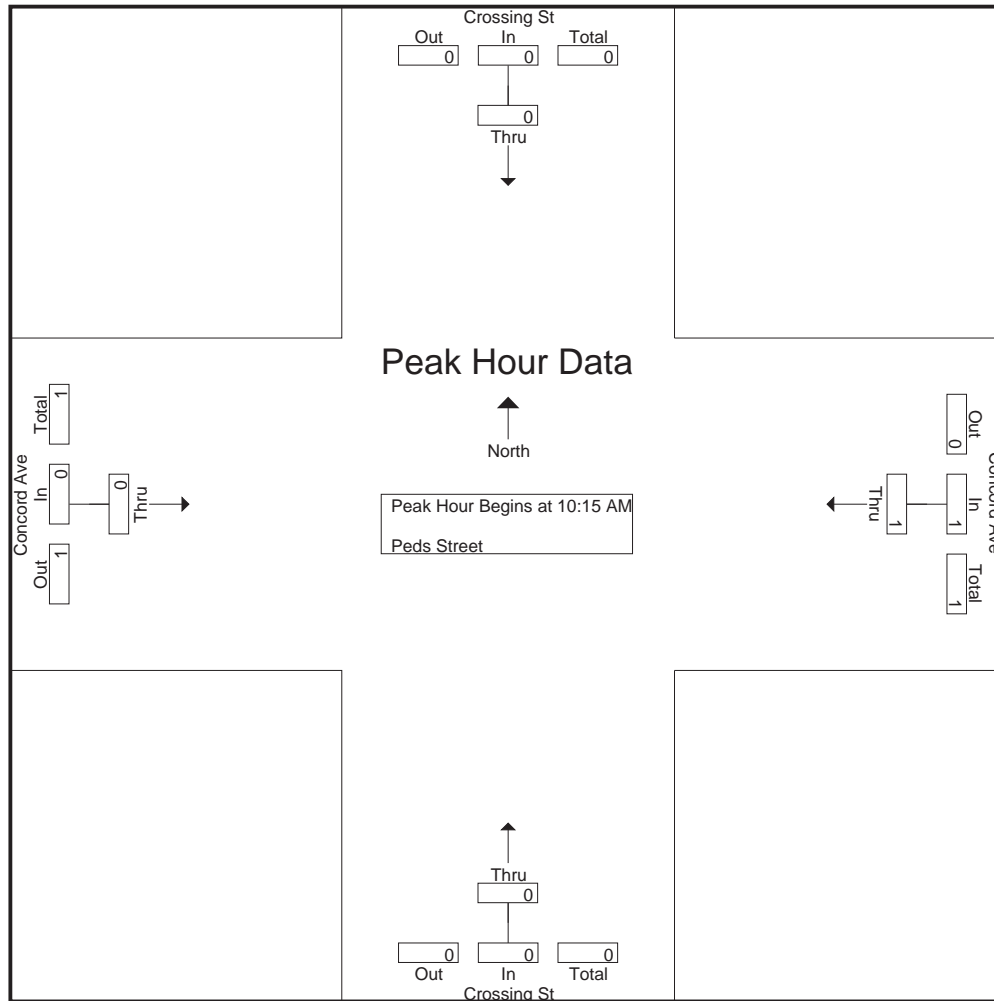 Crossing St
Out In Total
0 0 0
0
Thru
Peak Hour Data
North
Peak Hour Begins at 10:15 AM
Peds Street
Concord Ave
Out In Total
1 0 1
0
Thru
Concord Ave
Out In Total
0 1 1
1
Thru
Thru
0
0 0 0
Out In Total
Crossing St